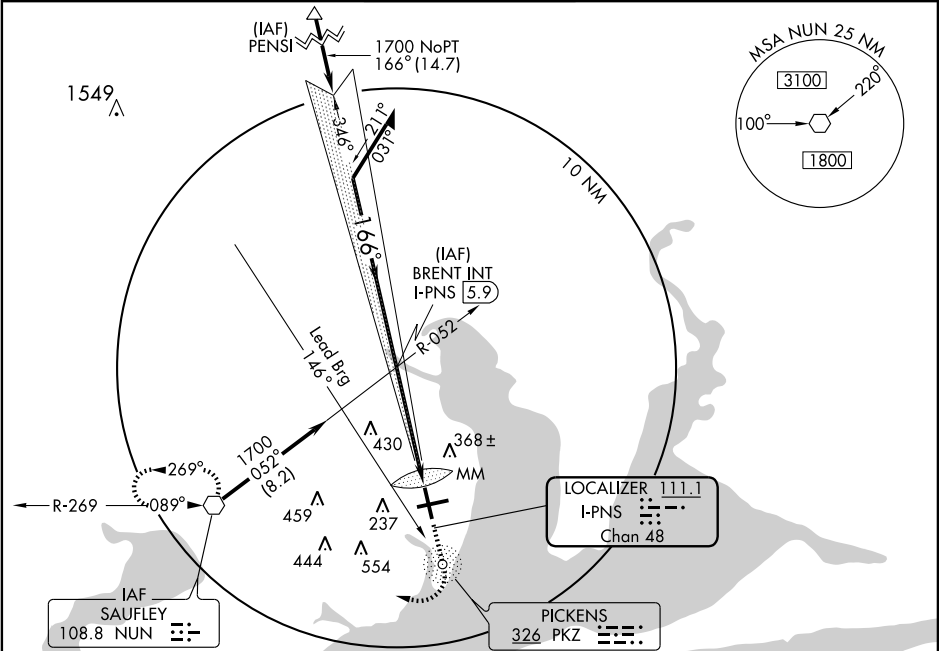 (IAF)
PENSI
1700 NoPT
166° (14.7)
MSA NUN 25 NM
3100
220°
100°
1800
1549
346°
211°
031°
10 NM
166°
(IAF)
BRENT INT
I-PNS 5.9
R-052
Lead Brg
146°
1700
052°
(8.2)
430
368 ±
MM
269°
R-269
089°
459
237
444
554
LOCALIZER 111.1
I-PNS
Chan 48
IAF
SAUFLEY
108.8 NUN
PICKENS
326 PKZ